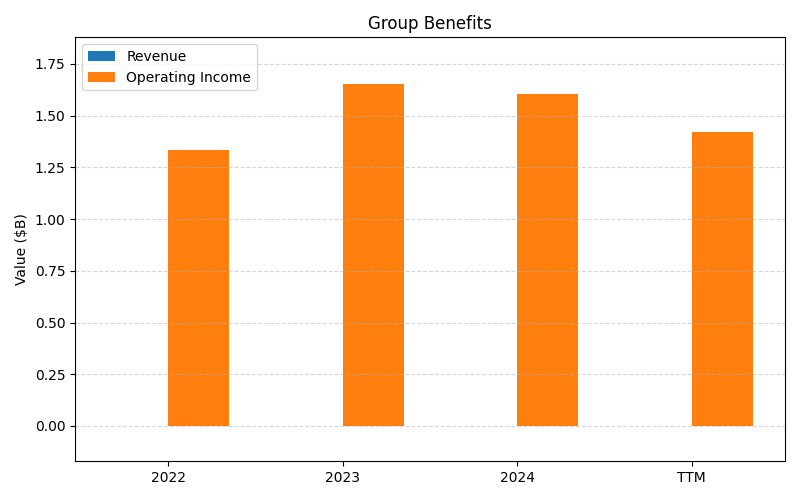 Group Benefits
Revenue
Operating Income
Value ($B)
1.75
1.50
1.25
1.00
0.75
0.50
0.25
0.00
2022
2023
2024
TTM